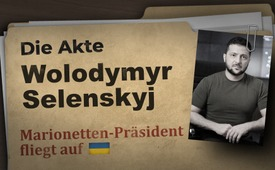 Die Akte
Wolodymyr
Selenskyj
Marionetten-Präsident
fliegt auf